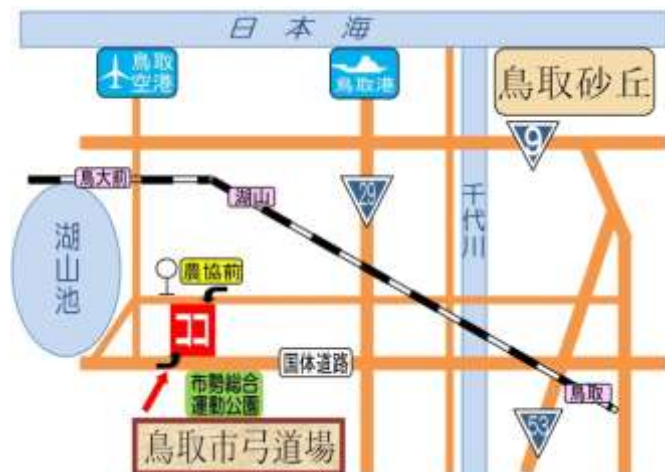 日本海
鳥取
空港
鳥取港
鳥取砂丘
9
鳥大前
湖山
29
千代川
湖山池
農協前
ココ
国体道路
布勢総合
運動公園
鳥取
鳥取市弓道場
53